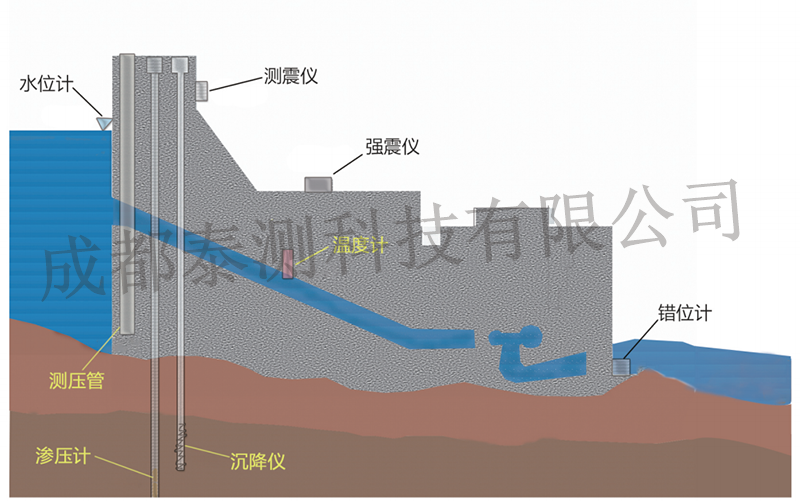 测震仪
水位计
强震仪
成都泰测科技有限公司
温度计
错位计
测压管
渗压计
沉降仪